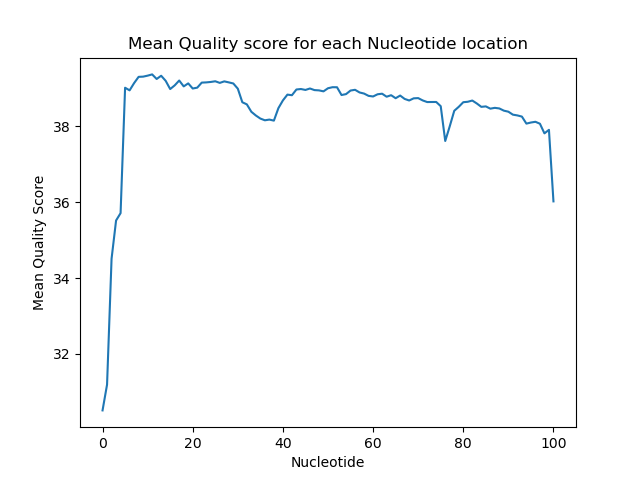 Mean Quality score for each Nucleotide location
38
36
34
32
Mean Quality Score
0 20 40 60 80 100
Nucleotide